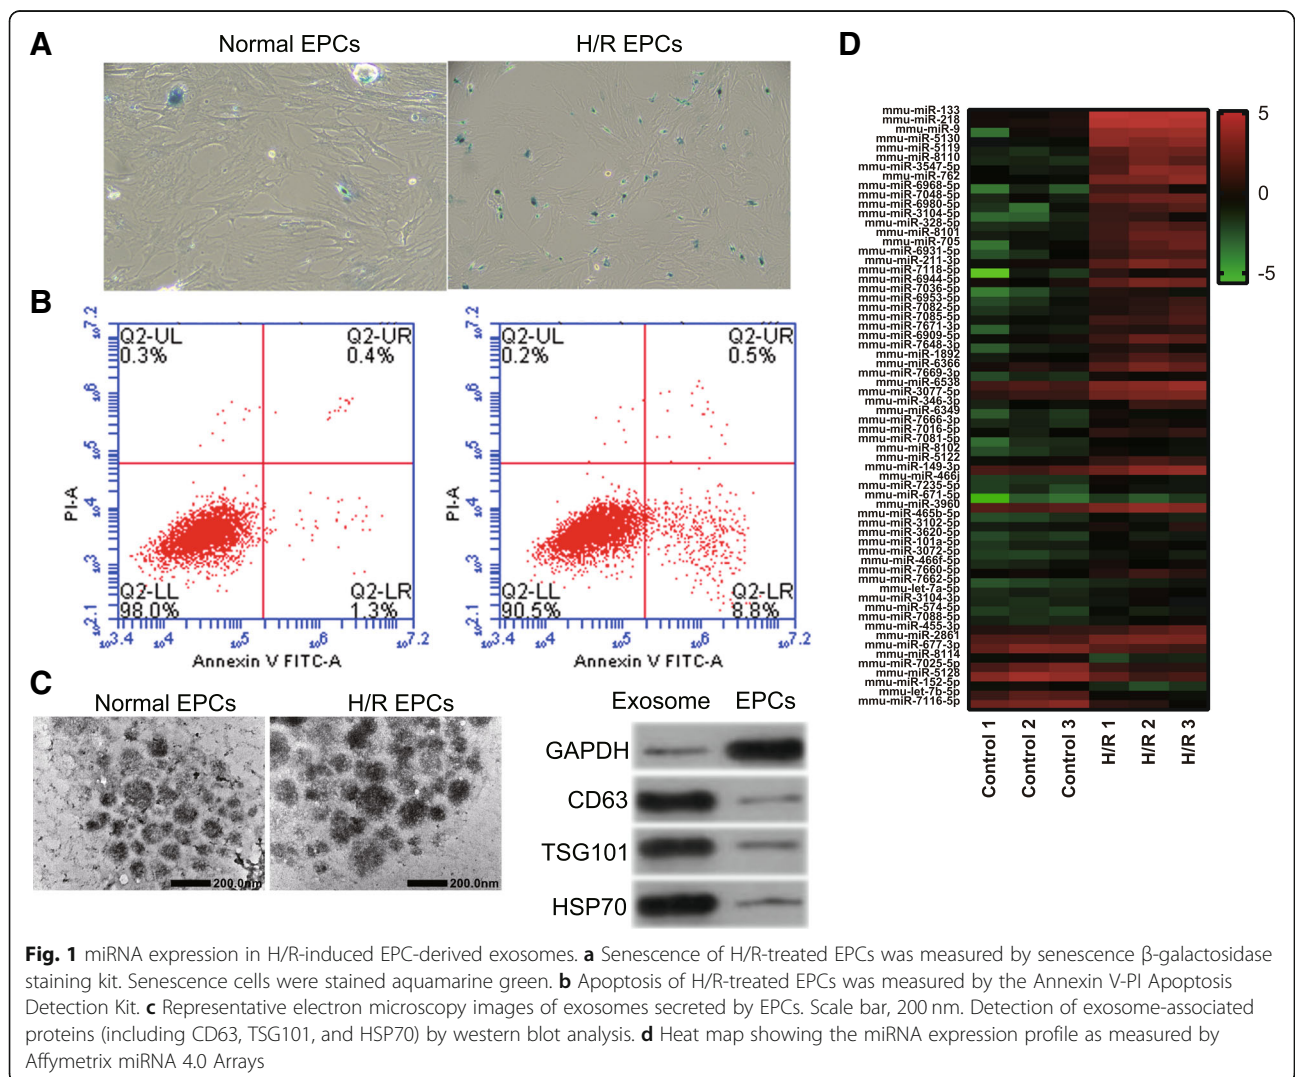 A
Normal EPCs
H/R EPCs
B
Q2-UL
0.3%
Q2-UR
0.4%
Q2-LL
98.0%
Q2-LR
1.3%
PI-A
Annexin V FITC-A
Q2-UL
0.2%
Q2-UR
0.5%
Q2-LL
90.5%
Q2-LR
8.8%
PI-A
Annexin V FITC-A
C
Normal EPCs
H/R EPCs
200.0nm
200.0nm
Exosome
EPCs
GAPDH
CD63
TSG101
HSP70
D
mmu-miR-133
mmu-miR-218
mmu-miR-9
mmu-miR-5130
mmu-miR-5119
mmu-miR-8110
mmu-miR-3547-5p
mmu-miR-762
mmu-miR-6968-5p
mmu-miR-7048-5p
mmu-miR-6980-5p
mmu-miR-3104-5p
mmu-miR-328-5p
mmu-miR-8101
mmu-miR-705
mmu-miR-6931-5p
mmu-miR-211-3p
mmu-miR-7118-5p
mmu-miR-6944-5p
mmu-miR-7036-5p
mmu-miR-6953-5p
mmu-miR-7082-5p
mmu-miR-7085-5p
mmu-miR-7671-3p
mmu-miR-6909-5p
mmu-miR-7648-3p
mmu-miR-1892
mmu-miR-6366
mmu-miR-7669-3p
mmu-miR-6538
mmu-miR-3077-5p
mmu-miR-346-3p
mmu-miR-6349
mmu-miR-7666-3p
mmu-miR-7016-5p
mmu-miR-7081-5p
mmu-miR-8102
mmu-miR-5122
mmu-miR-149-3p
mmu-miR-466j
mmu-miR-7235-5p
mmu-miR-671-5p
mmu-miR-3960
mmu-miR-465b-5p
mmu-miR-3102-5p
mmu-miR-3620-5p
mmu-miR-101a-5p
mmu-miR-3072-5p
mmu-miR-466f-5p
mmu-miR-7660-5p
mmu-miR-7662-5p
mmu-let-7a-5p
mmu-miR-3104-3p
mmu-miR-574-5p
mmu-miR-7088-5p
mmu-miR-455-3p
mmu-miR-2861
mmu-miR-677-3p
mmu-miR-8114
mmu-miR-7025-5p
mmu-miR-5128
mmu-miR-152-5p
mmu-let-7b-5p
mmu-miR-7116-5p
Control 1
Control 2
Control 3
H/R 1
H/R 2
H/R 3
5
0
-5
Fig. 1 miRNA expression in H/R-induced EPC-derived exosomes. a Senescence of H/R-treated EPCs was measured by senescence β-galactosidase
staining kit. Senescence cells were stained aquamarine green. b Apoptosis of H/R-treated EPCs was measured by the Annexin V-PI Apoptosis
Detection Kit. c Representative electron microscopy images of exosomes secreted by EPCs. Scale bar, 200 nm. Detection of exosome-associated
proteins (including CD63, TSG101, and HSP70) by western blot analysis. d Heat map showing the miRNA expression profile as measured by
Affymetrix miRNA 4.0 Arrays